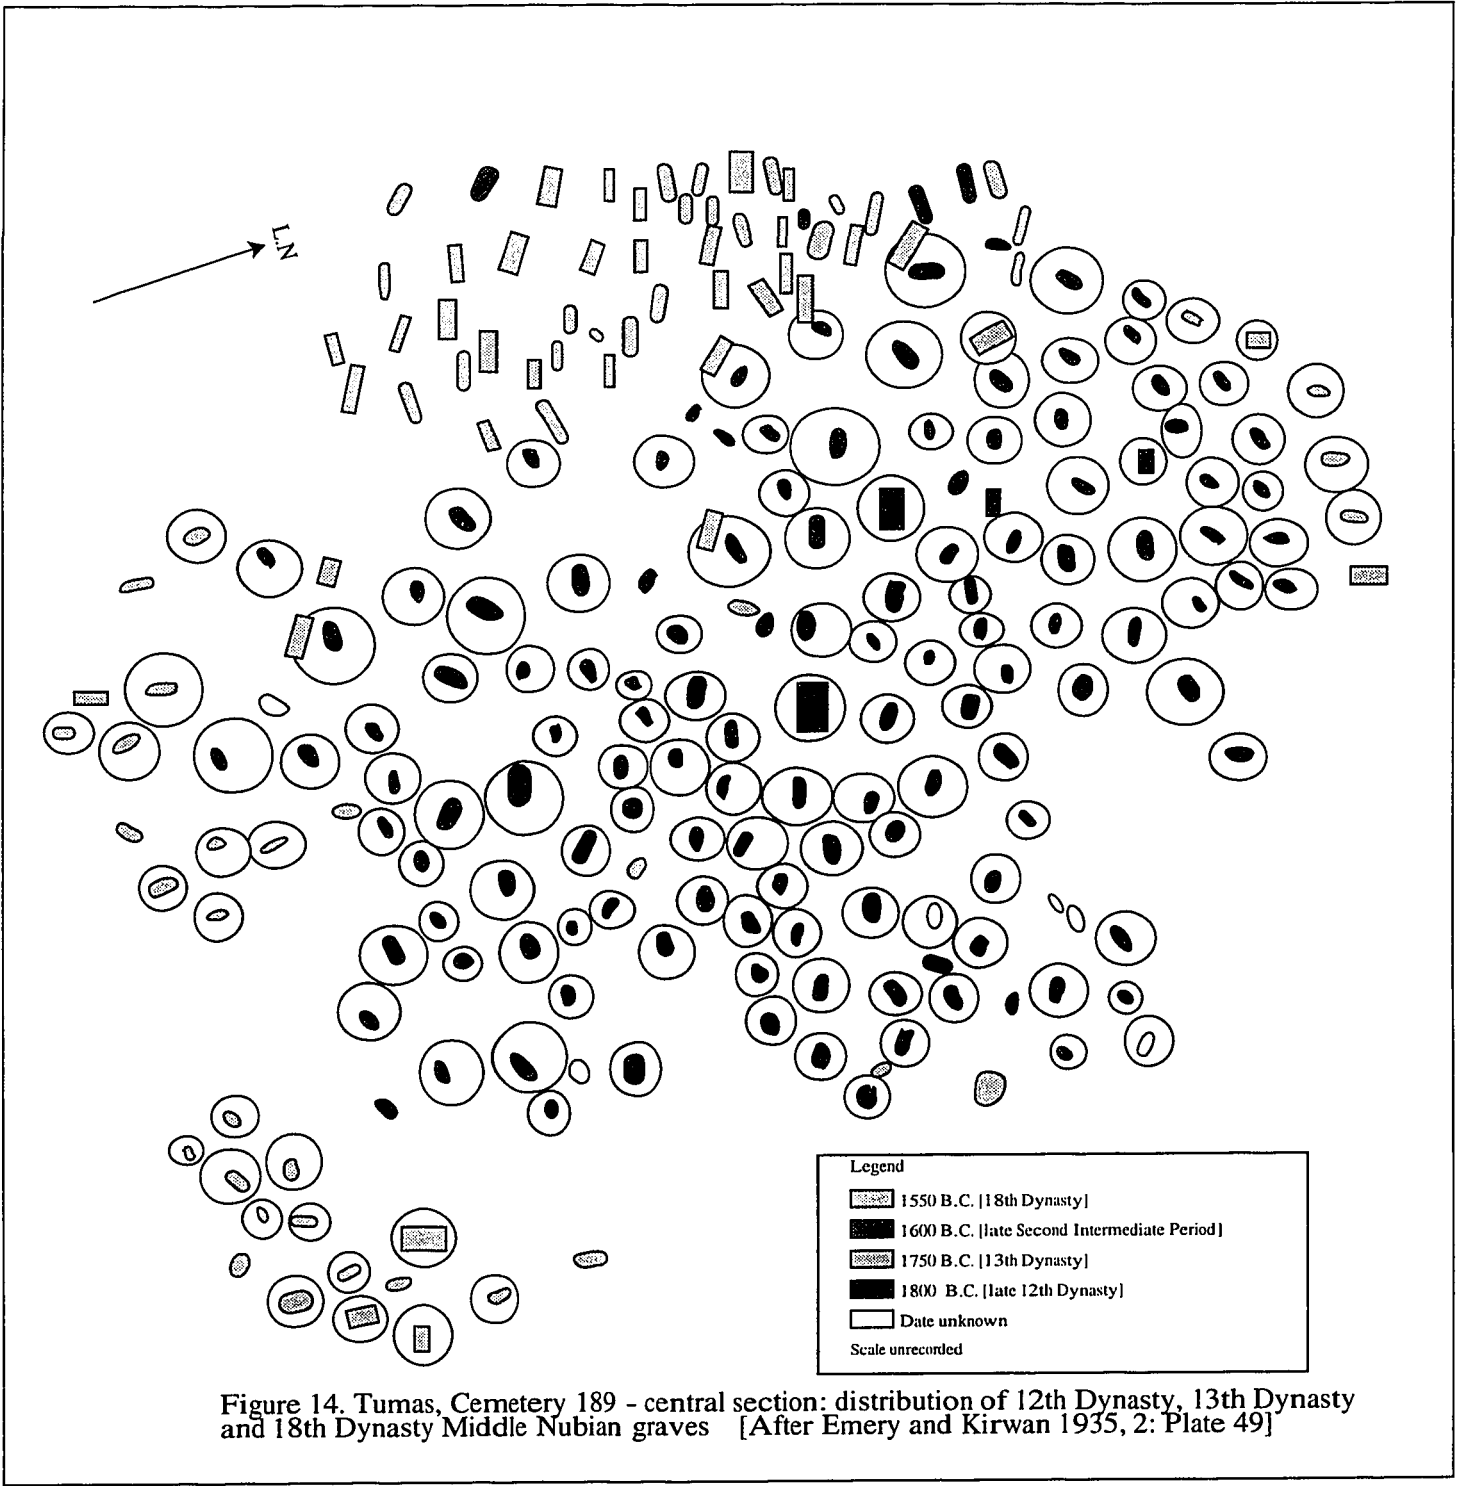 L.N
Legend
1550 B.C. [18th Dynasty]
1600 B.C. [late Second Intermediate Period]
1750 B.C. [13th Dynasty]
1800 B.C. [late 12th Dynasty]
Date unknown
Scale unrecorded
Figure 14. Tumas, Cemetery 189 - central section: distribution of 12th Dynasty, 13th Dynasty
and 18th Dynasty Middle Nubian graves [After Emery and Kirwan 1935, 2: Plate 49]